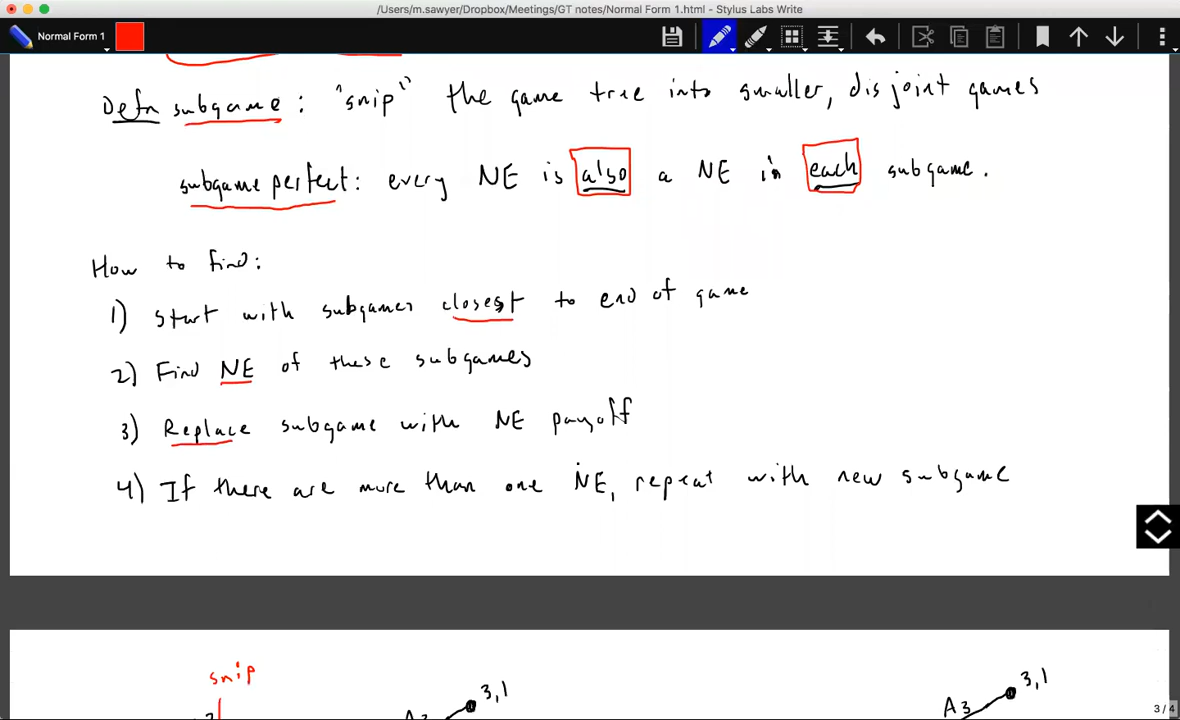 /Users/m.sawyer/Dropbox/Meetings/GT notes/Normal Form 1.html - Stylus Labs Write
Normal Form 1
Defn subgame: "snip" the game tree into smaller, disjoint games
subgame perfect: every NE is also a NE in each subgame.
How to find:
1) Start with subgames closest to end of game
2) Find NE of these subgames
3) Replace subgame with NE payoff
4) If there are more than one NE, repeat with new subgame
snip
3,1
3,1
A3
3 / 4